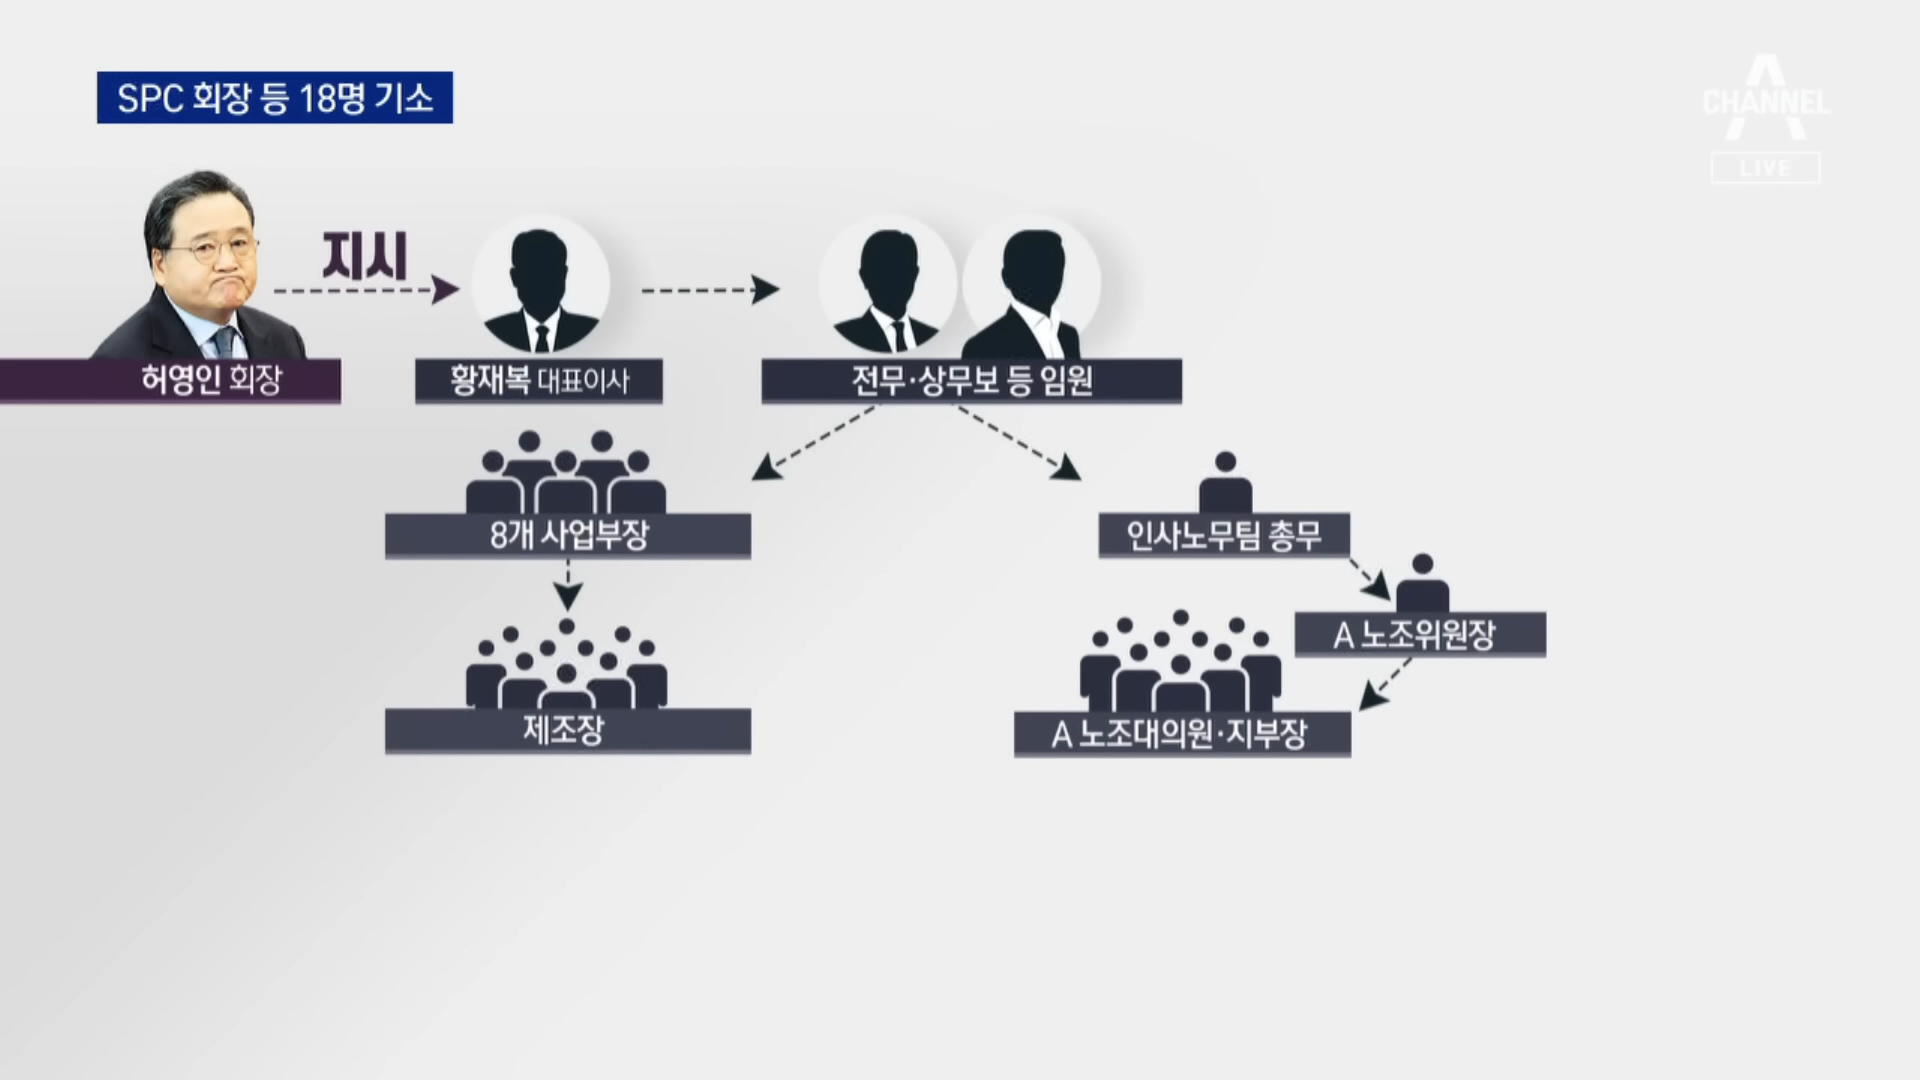 SPC 회장 등 18명 기소
CHANNEL A
LIVE
지시
허영인 회장
황재복 대표이사
전무·상무보 등 임원
8개 사업부장
인사노무팀 총무
A 노조위원장
제조장
A 노조대의원·지부장